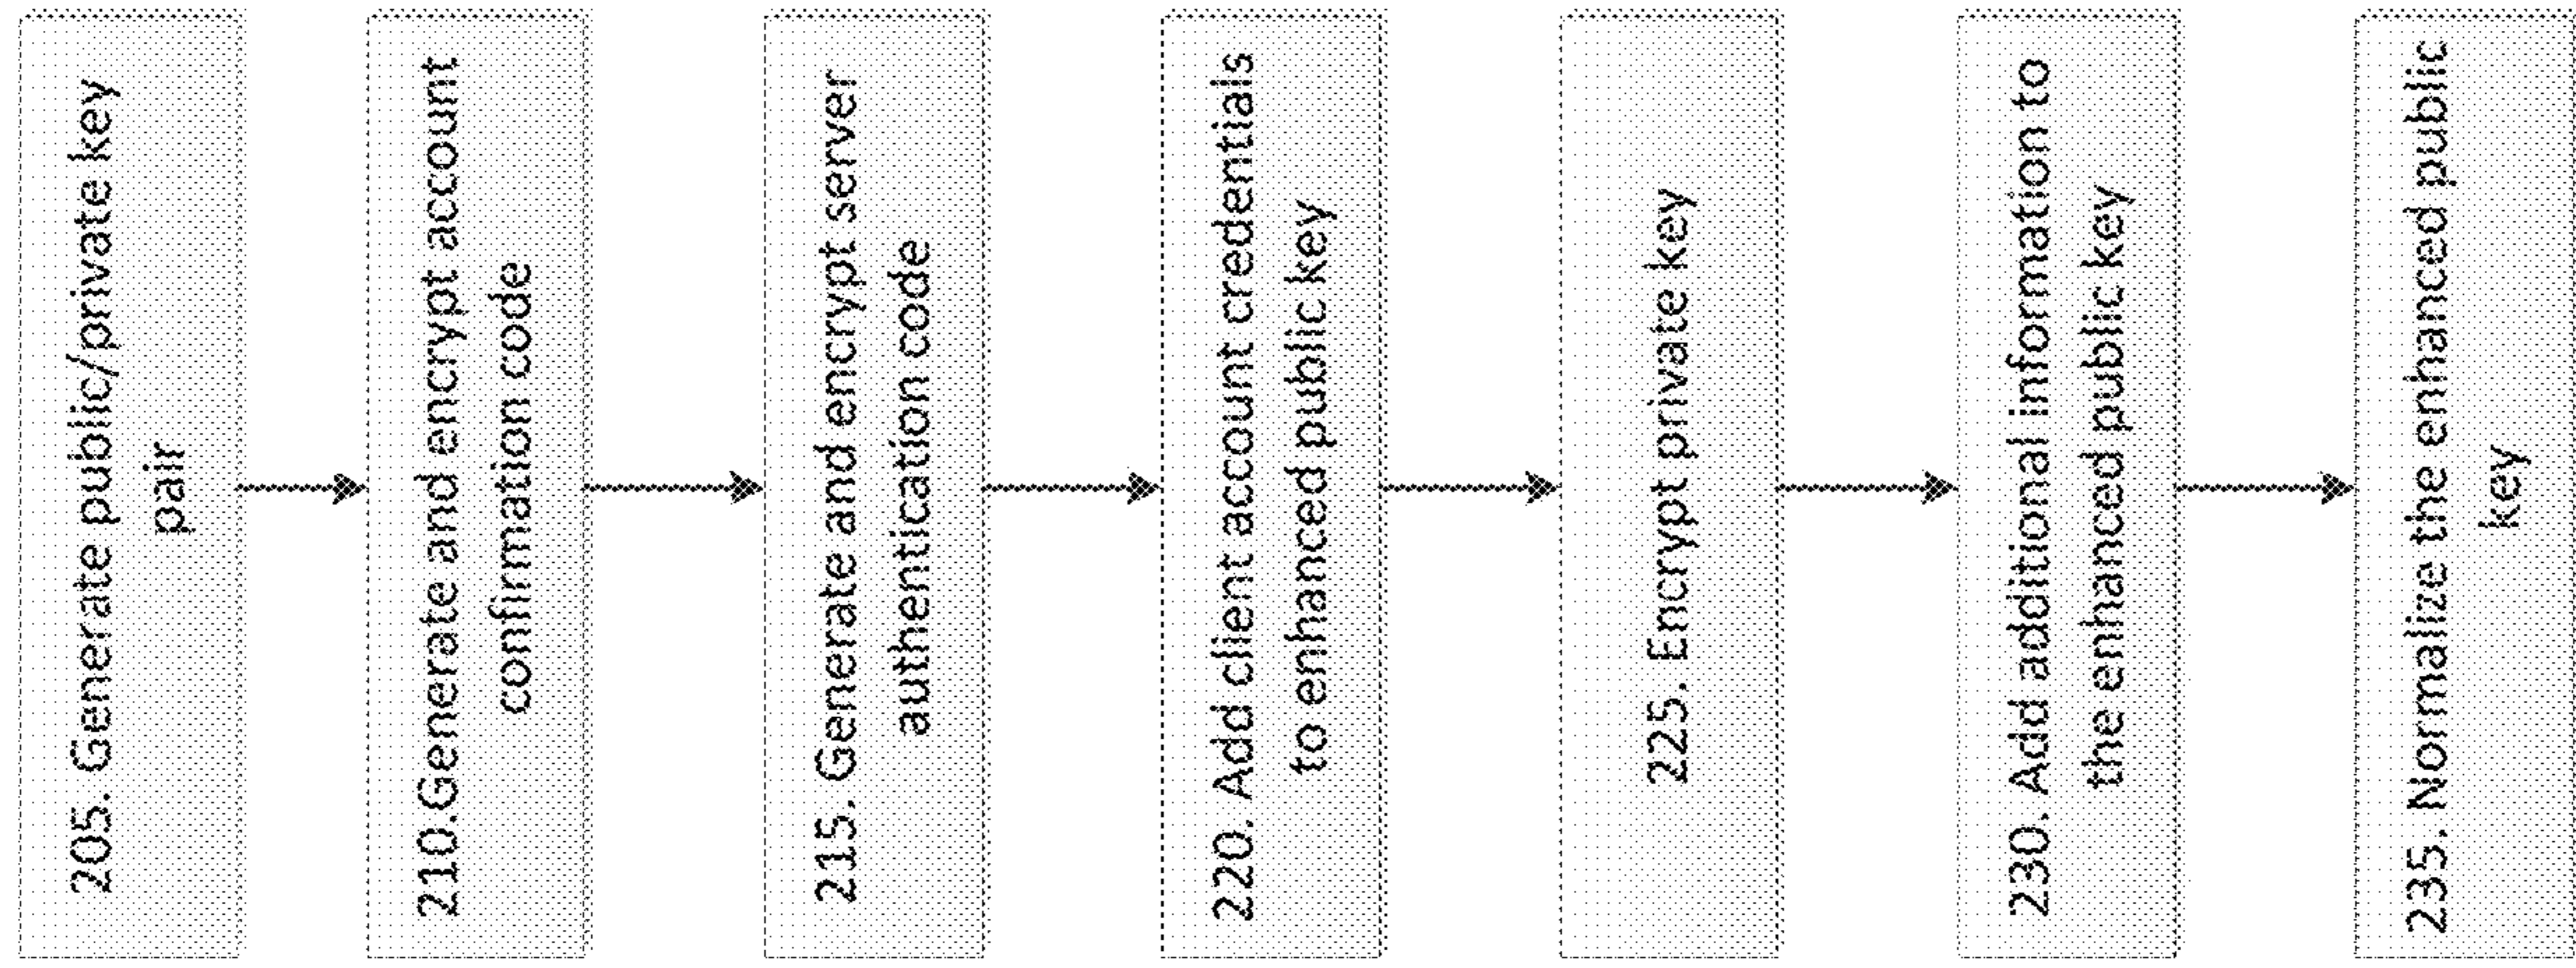 205. Generate public/private key
pair
210.Generate and encrypt account
confirmation code
215. Generate and encrypt server
authentication code
220. Add client account credentials
to enhanced public key
225. Encrypt private key
230. Add additional information to
the enhanced public key
235. Normalize the enhanced public
key